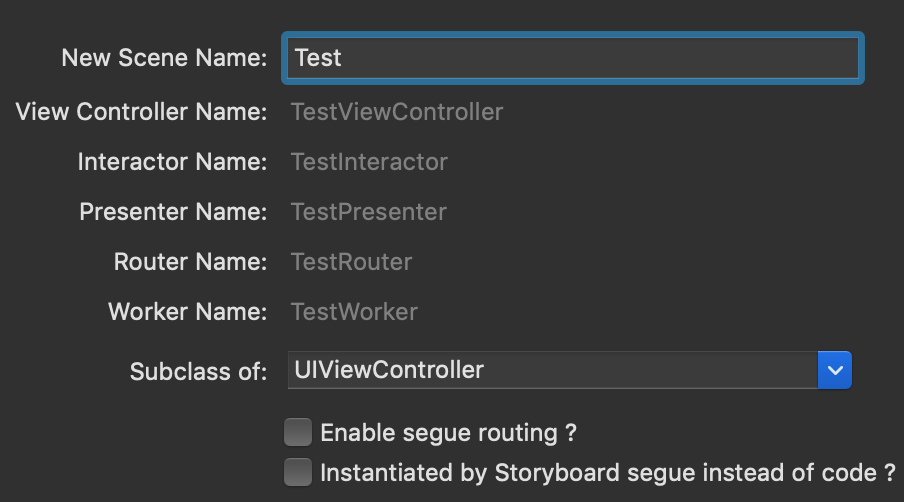 New Scene Name: Test
View Controller Name: TestViewController
Interactor Name: TestInteractor
Presenter Name: TestPresenter
Router Name: TestRouter
Worker Name: TestWorker
Subclass of: UIViewController
Enable segue routing ?
Instantiated by Storyboard segue instead of code ?